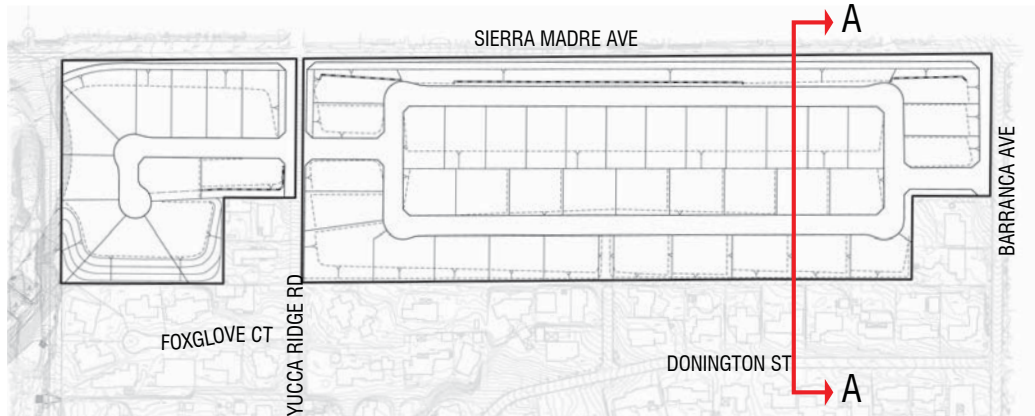 A
SIERRA MADRE AVE
BARRANCA AVE
YUCCA RIDGE RD
FOXGLOVE CT
DONINGTON ST
A